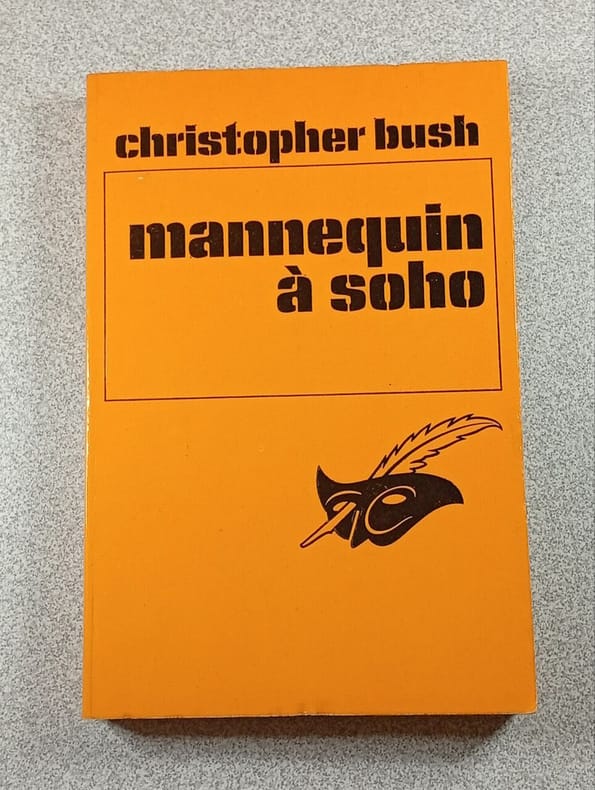 christopher bush
mannequin
à soho